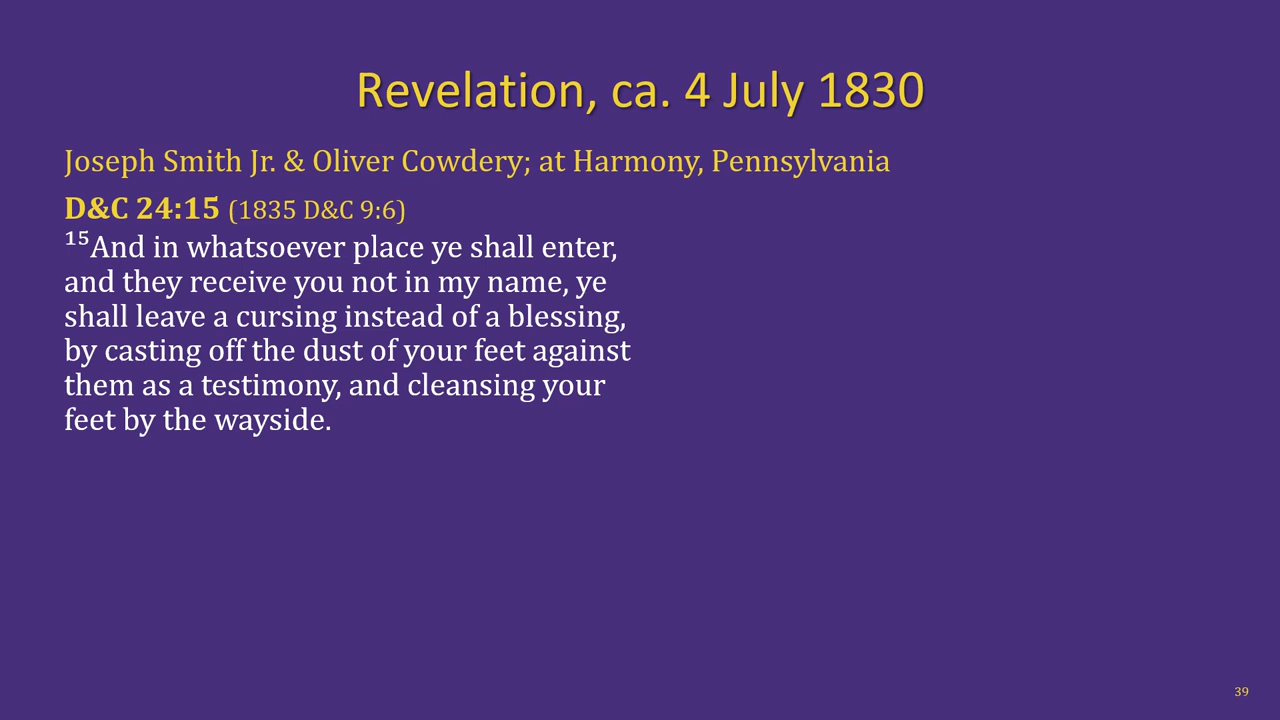 Revelation, ca. 4 July 1830
Joseph Smith Jr. & Oliver Cowdery; at Harmony, Pennsylvania
D&C 24:15 (1835 D&C 9:6)
¹⁵And in whatsoever place ye shall enter,
and they receive you not in my name, ye
shall leave a cursing instead of a blessing,
by casting off the dust of your feet against
them as a testimony, and cleansing your
feet by the wayside.
39